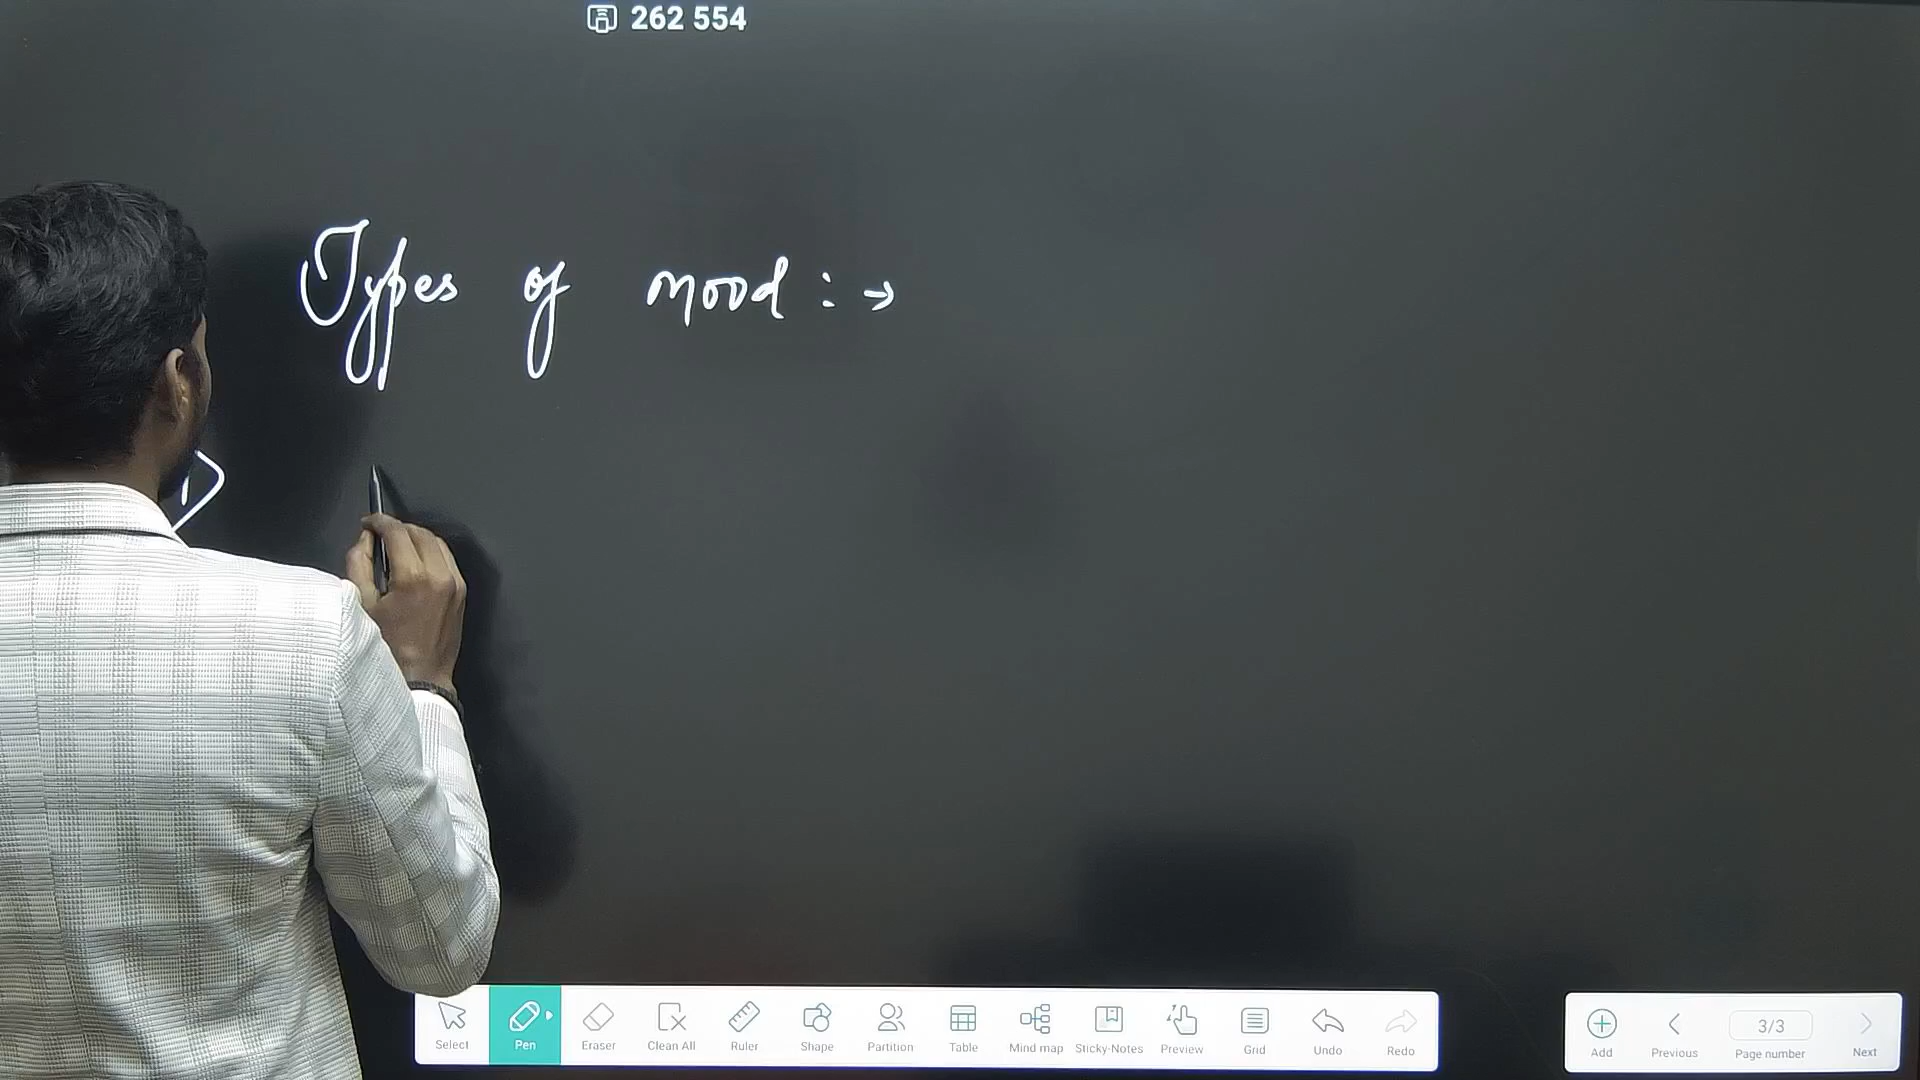 262 554
Types of mood : →
Select Pen Eraser Clean All Ruler Shape Partition Table Mind map Sticky-Notes Preview Grid Undo Redo
Add Previous 3/3 Page number Next